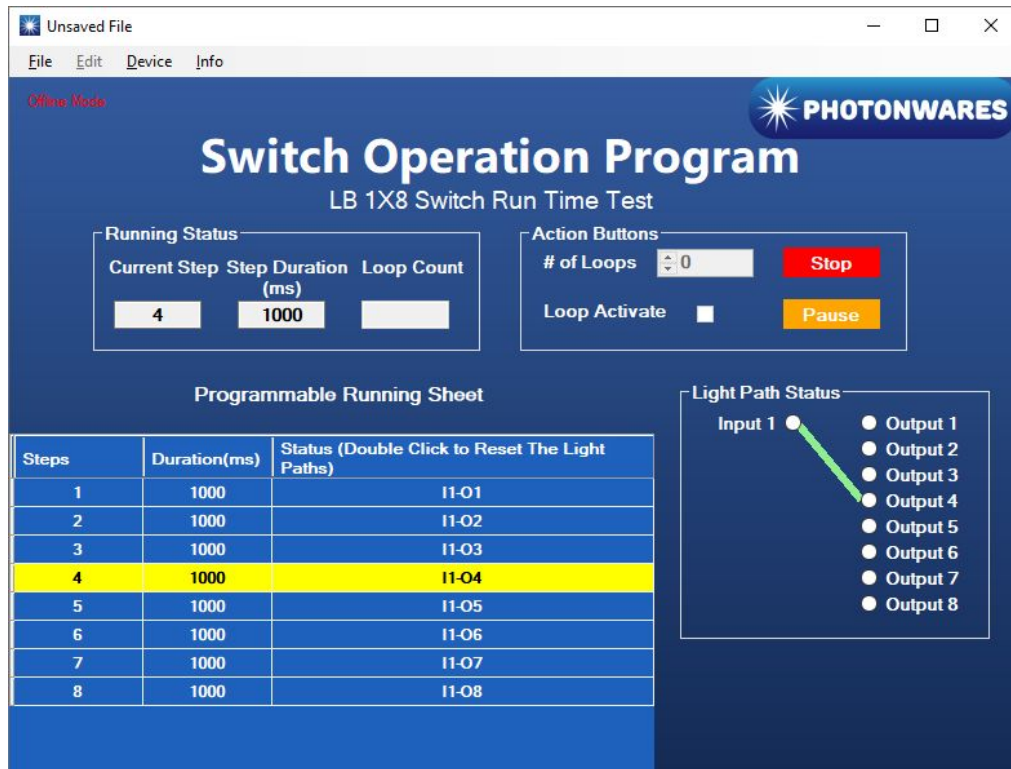 Unsaved File
File Edit Device Info
Offline Mode
PHOTONWARES
Switch Operation Program
LB 1X8 Switch Run Time Test
Running Status
Current Step Step Duration (ms) Loop Count
4 1000
Action Buttons
# of Loops 0 Stop
Loop Activate Pause
Programmable Running Sheet
Steps Duration(ms) Status (Double Click to Reset The Light
Paths)
1 1000 I1-O1
2 1000 I1-O2
3 1000 I1-O3
4 1000 I1-O4
5 1000 I1-O5
6 1000 I1-O6
7 1000 I1-O7
8 1000 I1-O8
Light Path Status
Input 1 Output 1
Output 2
Output 3
Output 4
Output 5
Output 6
Output 7
Output 8